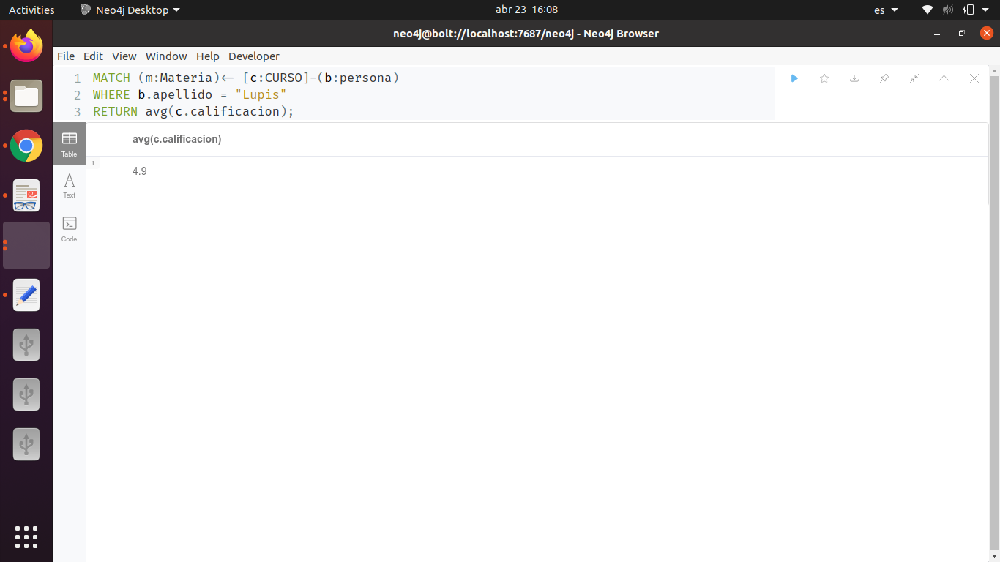 Activities Neo4j Desktop abr 23 16:08 es
neo4j@bolt://localhost:7687/neo4j - Neo4j Browser
File Edit View Window Help Developer
1 MATCH (m:Materia)<- [c:CURSO]-(b:persona)
2 WHERE b.apellido = "Lupis"
3 RETURN avg(c.calificacion);
Table
avg(c.calificacion)
1
4.9
A
Text
Code